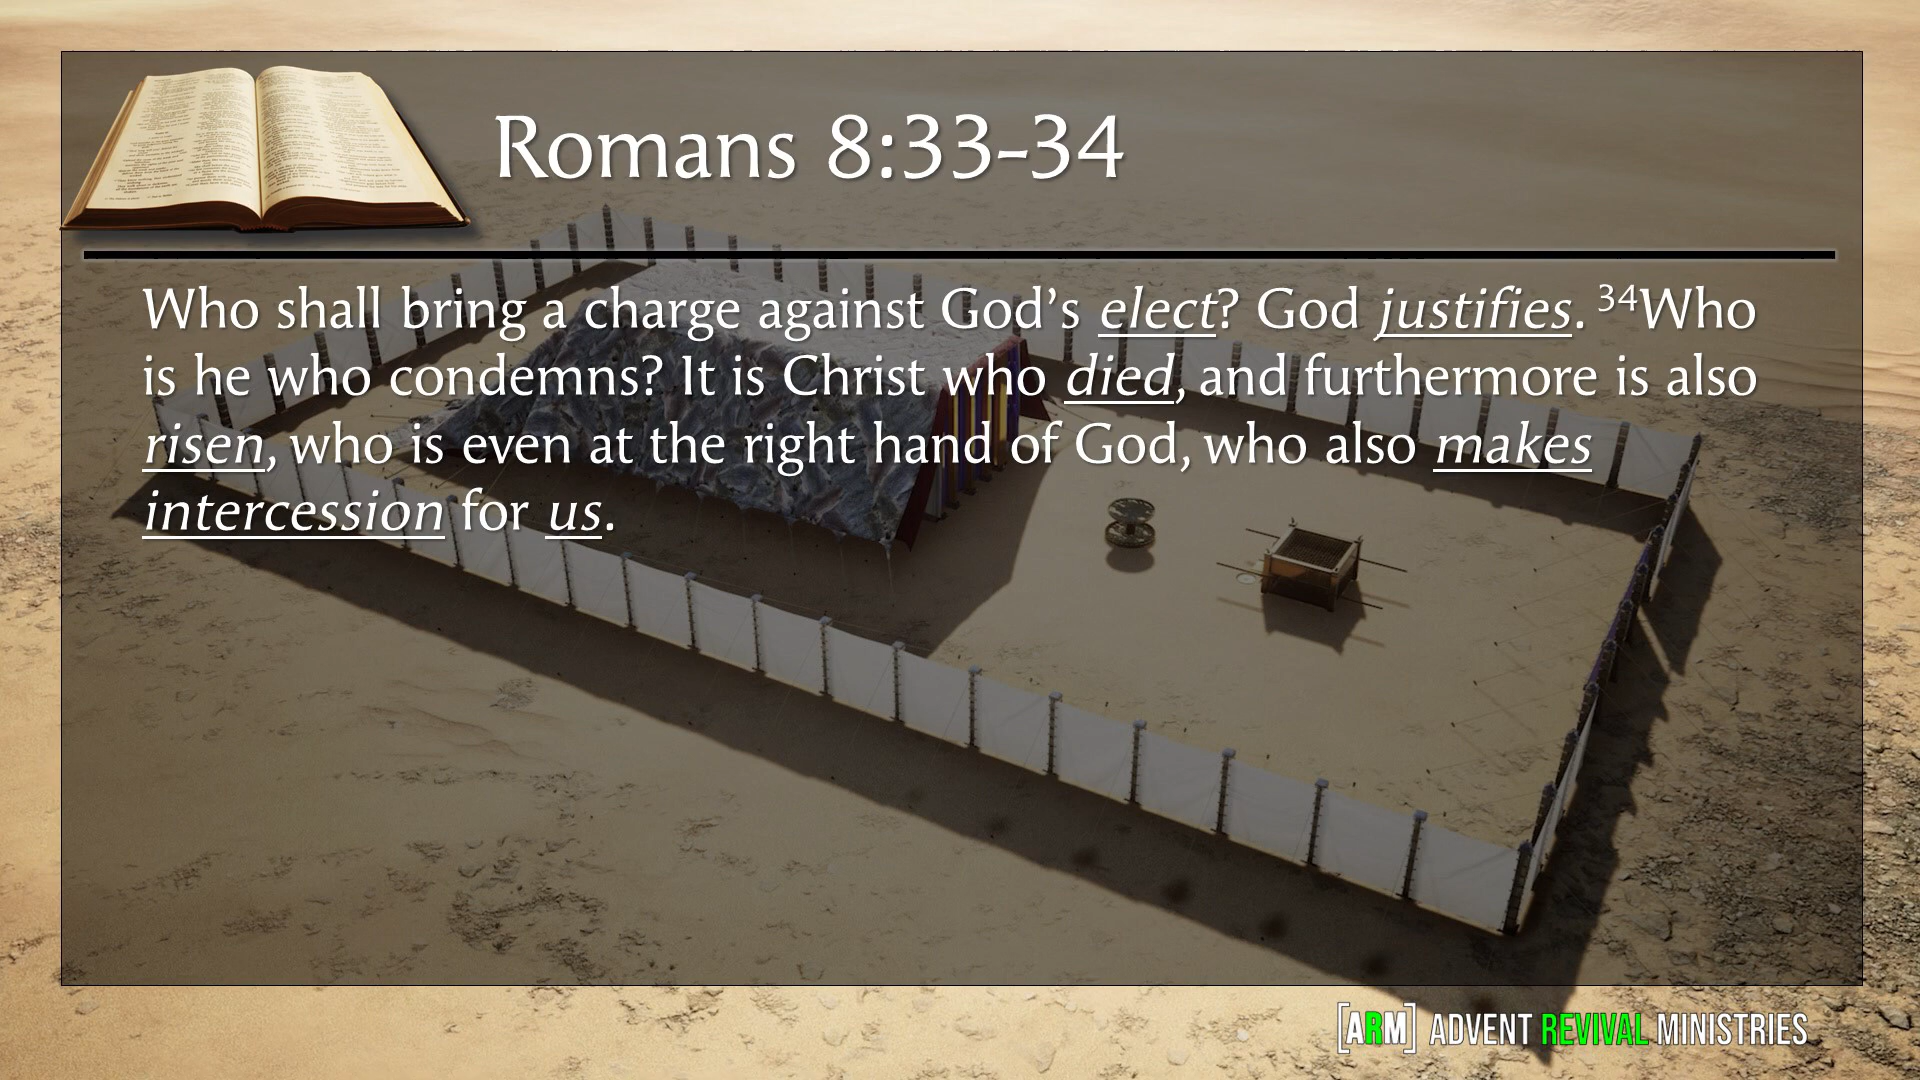 Romans 8:33-34
Who shall bring a charge against God’s elect? God justifies. 34Who
is he who condemns? It is Christ who died, and furthermore is also
risen, who is even at the right hand of God, who also makes
intercession for us.
[ARM] ADVENT REVIVAL MINISTRIES